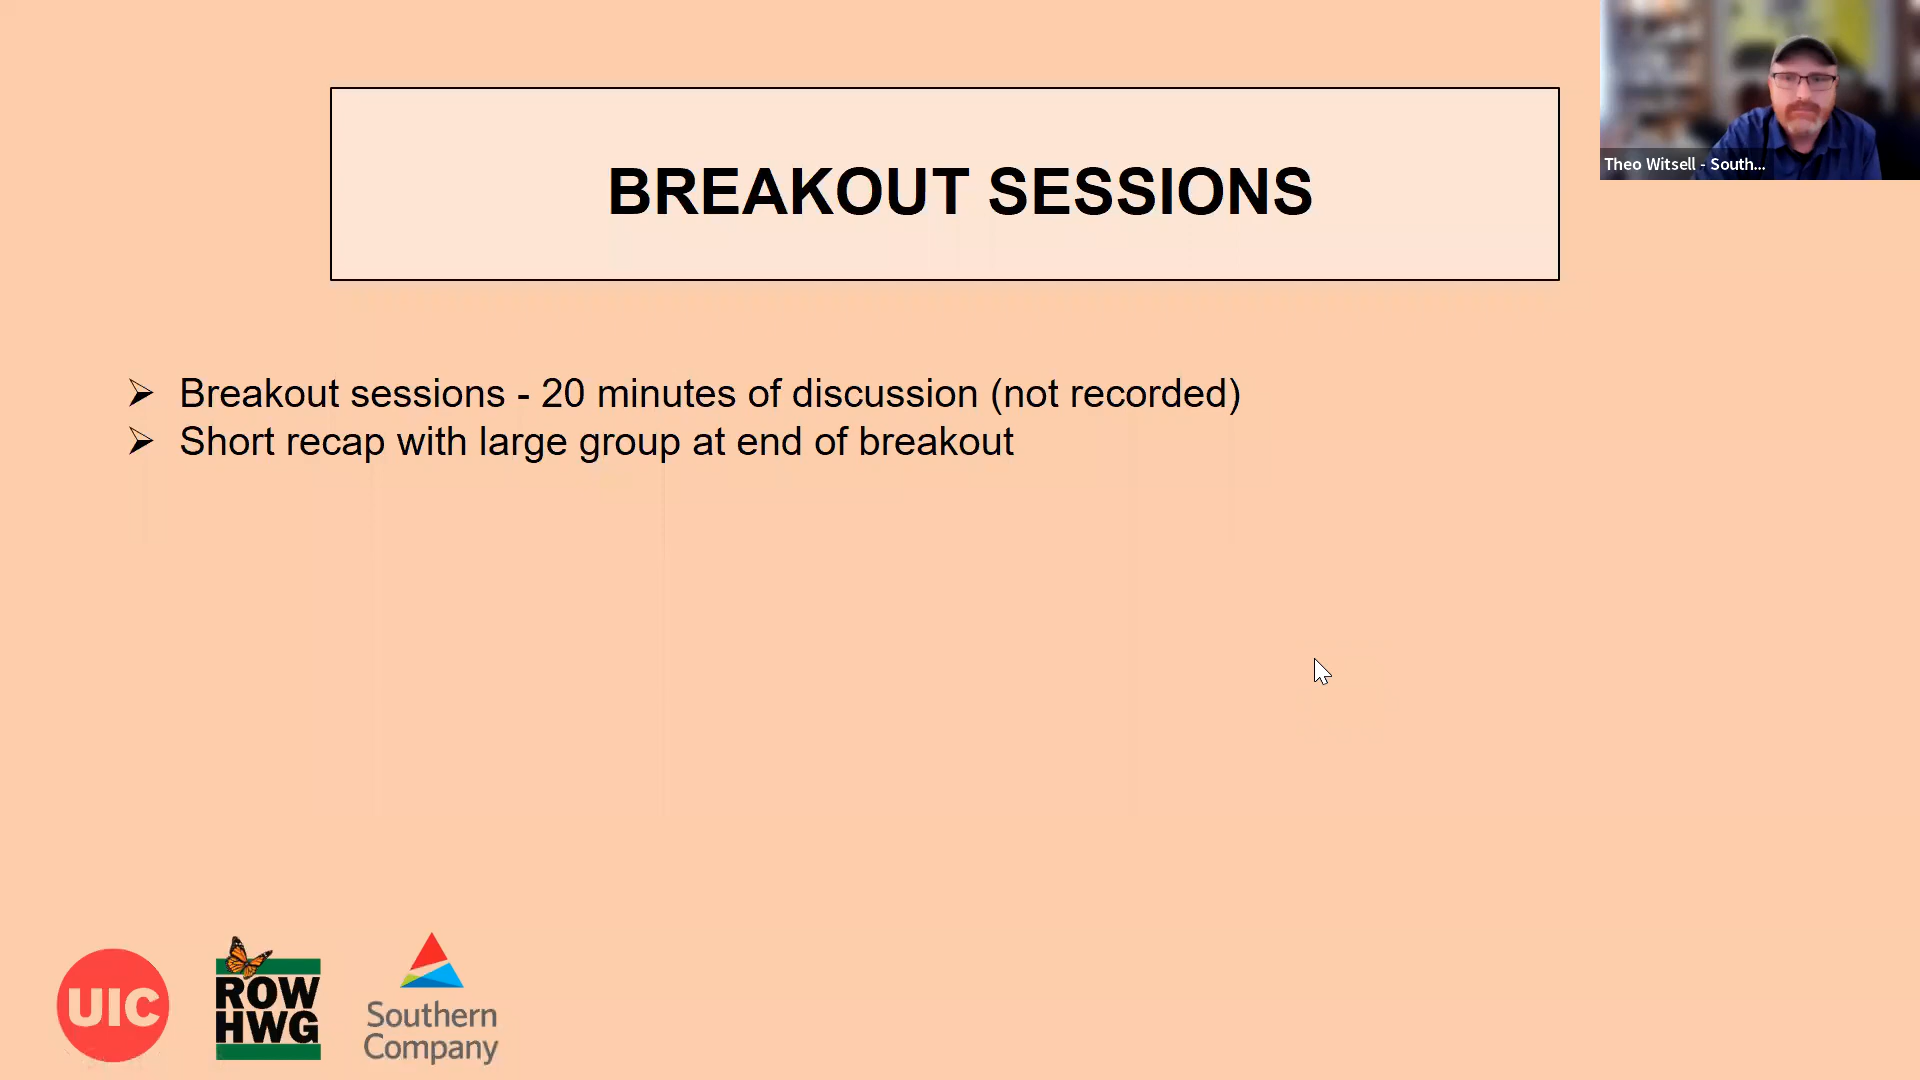 BREAKOUT SESSIONS
Theo Witsell - South...
➢ Breakout sessions - 20 minutes of discussion (not recorded)
➢ Short recap with large group at end of breakout
UIC
ROW
HWG
Southern
Company